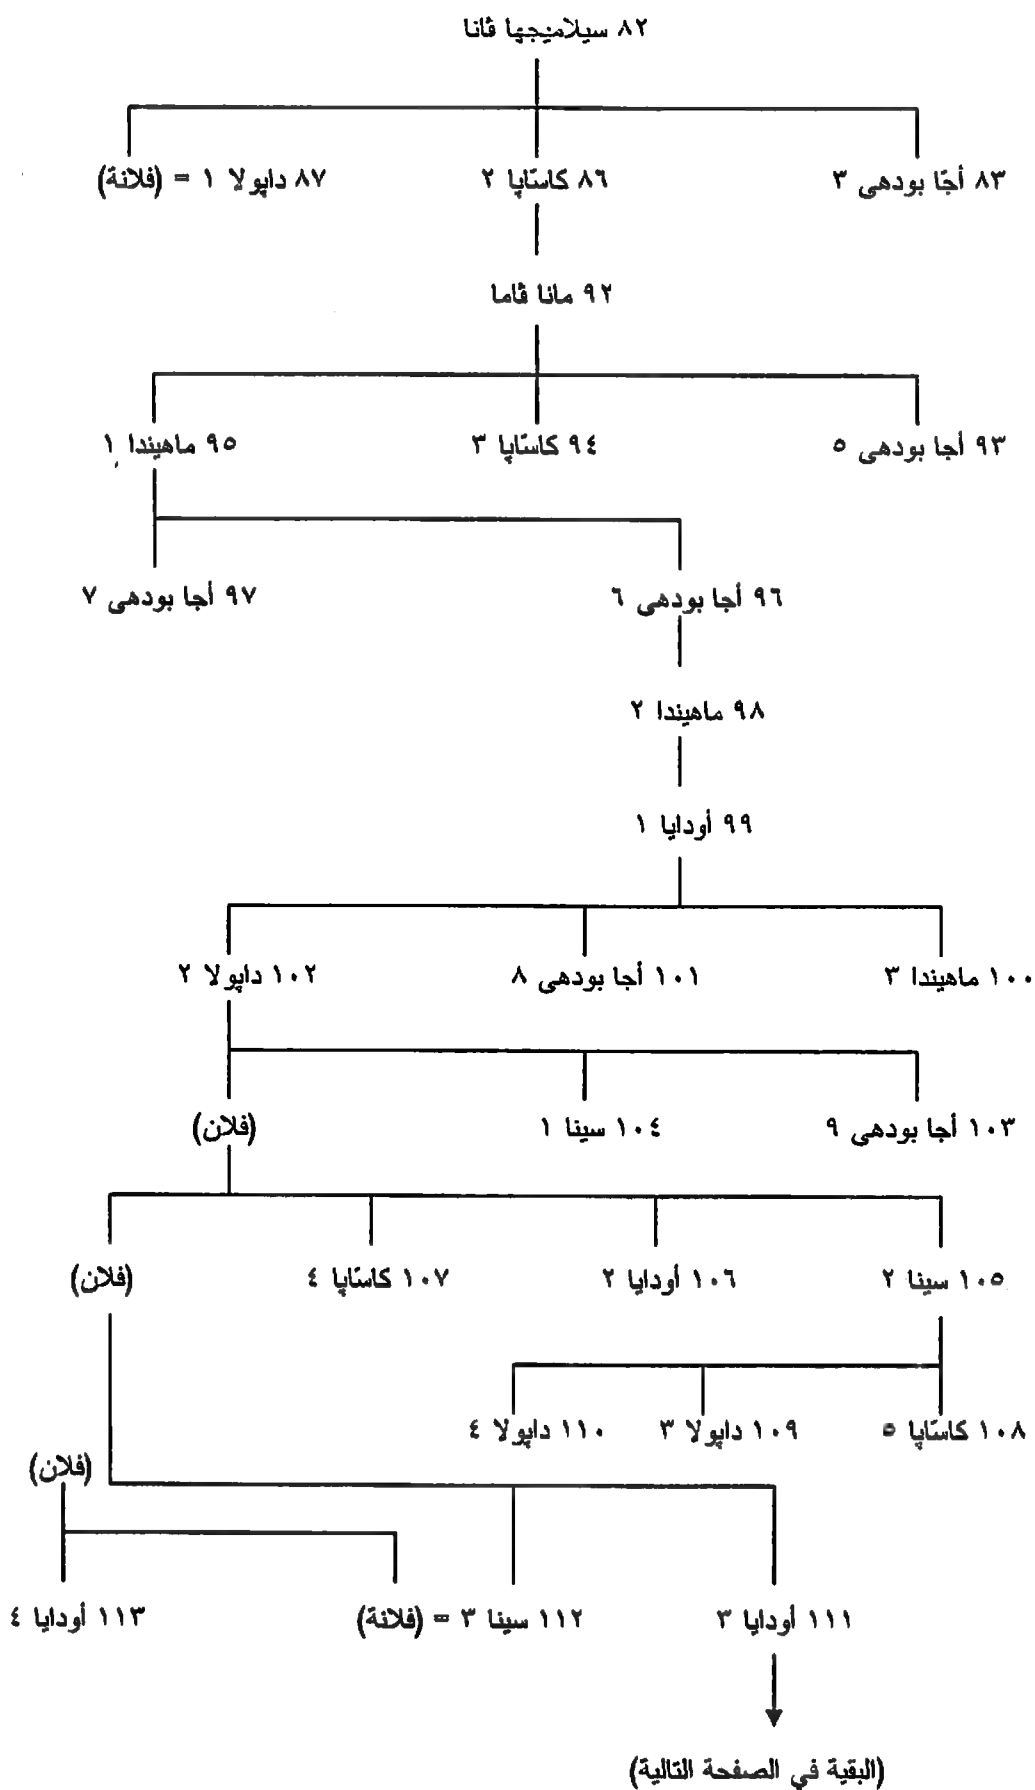 ٨٢ سيلاميجها ڤانا
٨٣ أجّا بودهى ٣ ٨٦ كاسّاپا ٢ ٨٧ داپولا ١ = (فلانة)
٩٢ مانا ڤاما
٩٣ أجا بودهى ٥ ٩٤ كاسّاپا ٣ ٩٥ ماهيندا ١
٩٦ أجا بودهى ٦ ٩٧ أجا بودهى ٧
٩٨ ماهيندا ٢
٩٩ أودايا ١
١٠٠ ماهيندا ٣ ١٠١ أجا بودهى ٨ ١٠٢ داپولا ٢
١٠٣ أجا بودهى ٩ ١٠٤ سينا ١ (فلان)
١٠٥ سينا ٢ ١٠٦ أودايا ٢ ١٠٧ كاسّاپا ٤ (فلان)
١٠٨ كاسّاپا ٥ ١٠٩ داپولا ٣ ١١٠ داپولا ٤
(فلان)
١١١ أودايا ٣ ١١٢ سينا ٣ = (فلانة) ١١٣ أودايا ٤
(البقية في الصفحة التالية)